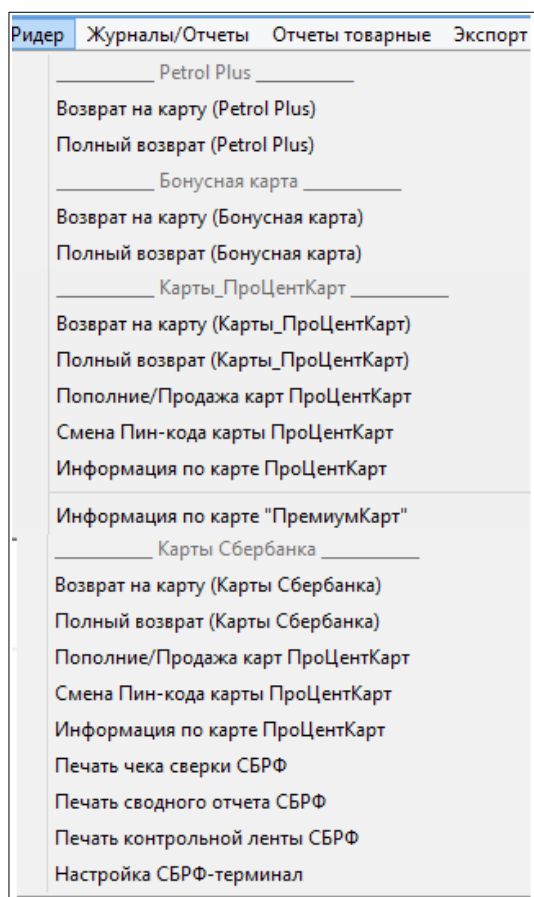 Ридер Журналы/Отчеты Отчеты товарные Экспорт
__________ Petrol Plus __________
Возврат на карту (Petrol Plus)
Полный возврат (Petrol Plus)
__________ Бонусная карта __________
Возврат на карту (Бонусная карта)
Полный возврат (Бонусная карта)
__________ Карты_ПроЦентКарт __________
Возврат на карту (Карты_ПроЦентКарт)
Полный возврат (Карты_ПроЦентКарт)
Пополние/Продажа карт ПроЦентКарт
Смена Пин-кода карты ПроЦентКарт
Информация по карте ПроЦентКарт
Информация по карте "ПремиумКарт"
__________ Карты Сбербанка __________
Возврат на карту (Карты Сбербанка)
Полный возврат (Карты Сбербанка)
Пополние/Продажа карт ПроЦентКарт
Смена Пин-кода карты ПроЦентКарт
Информация по карте ПроЦентКарт
Печать чека сверки СБРФ
Печать сводного отчета СБРФ
Печать контрольной ленты СБРФ
Настройка СБРФ-терминал